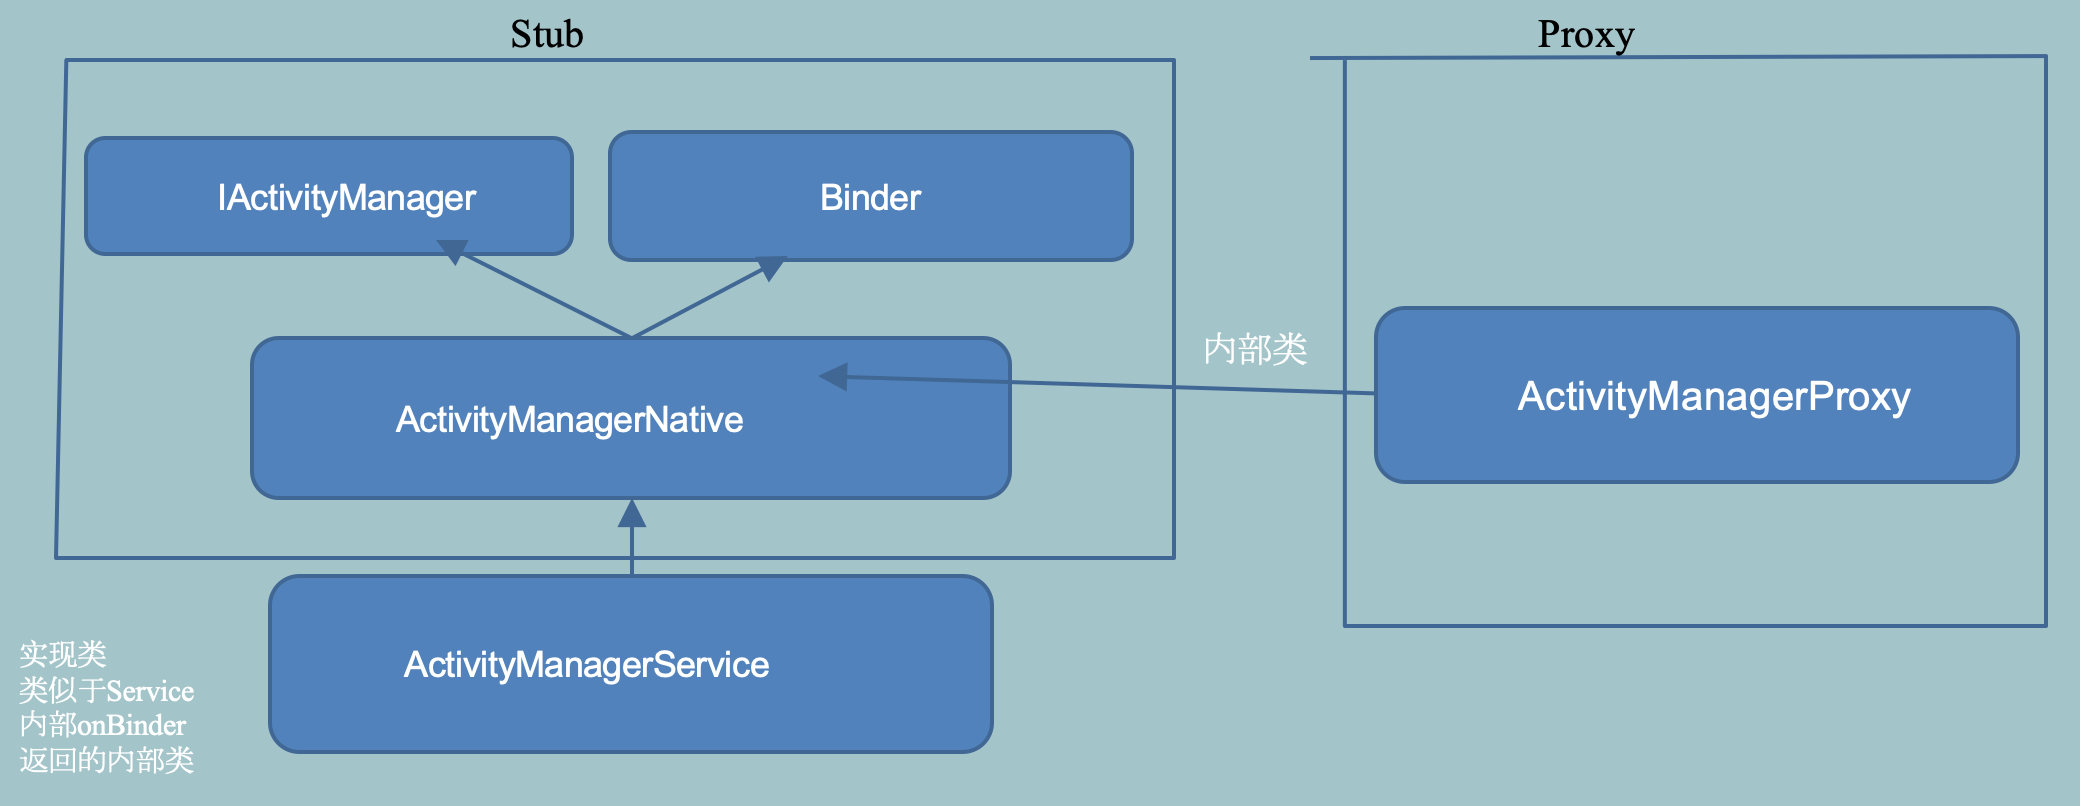 Stub
Proxy
IActivityManager
Binder
内部类
ActivityManagerNative
ActivityManagerProxy
ActivityManagerService
实现类
类似于Service
内部onBinder
返回的内部类